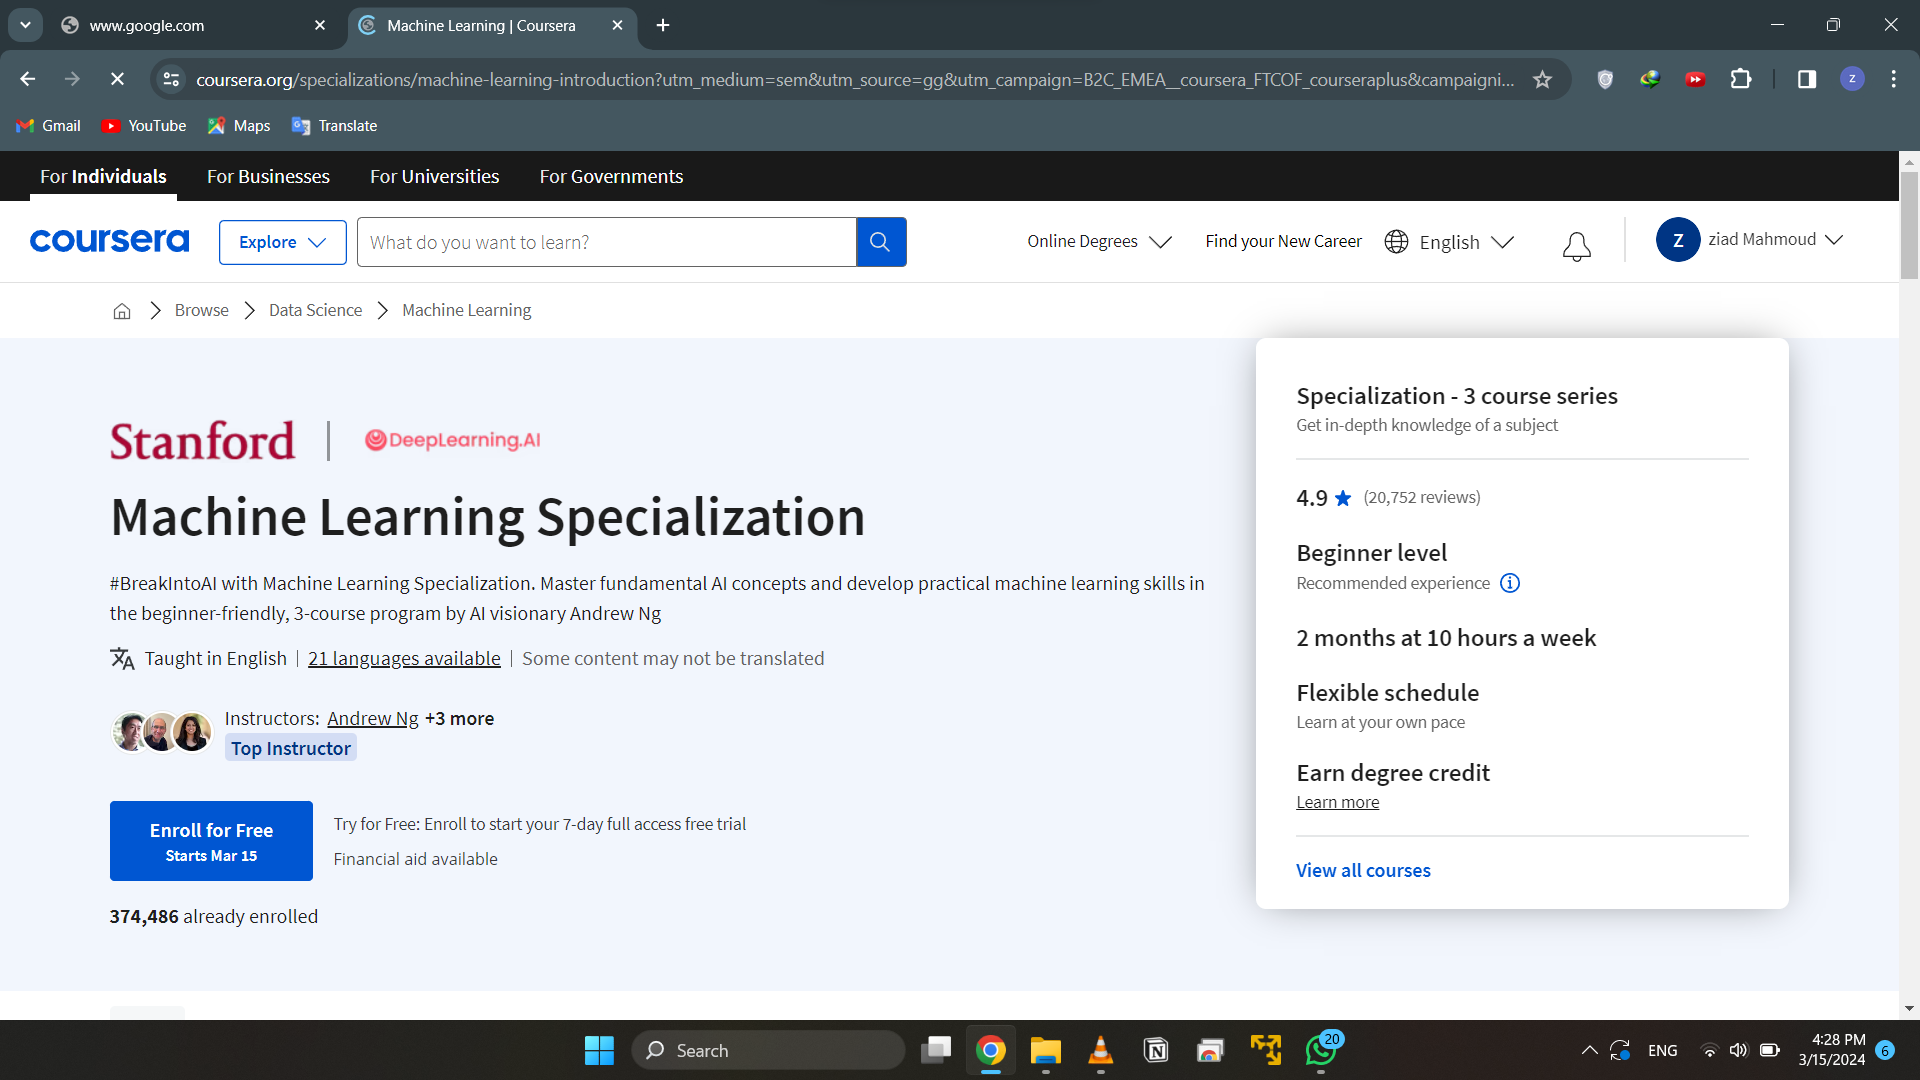 www.google.com
Machine Learning | Coursera
coursera.org/specializations/machine-learning-introduction?utm_medium=sem&utm_source=gg&utm_campaign=B2C_EMEA__coursera_FTCOF_courseraplus&campaigni...
Z
Gmail
YouTube
Maps
Translate
For Individuals
For Businesses
For Universities
For Governments
coursera
Explore
What do you want to learn?
Online Degrees
Find your New Career
English
Z
ziad Mahmoud
Browse
Data Science
Machine Learning
Stanford
DeepLearning.AI
Machine Learning Specialization
#BreakIntoAI with Machine Learning Specialization. Master fundamental AI concepts and develop practical machine learning skills in
the beginner-friendly, 3-course program by AI visionary Andrew Ng
Taught in English | 21 languages available | Some content may not be translated
Instructors: Andrew Ng +3 more
Top Instructor
Enroll for Free
Starts Mar 15
Try for Free: Enroll to start your 7-day full access free trial
Financial aid available
374,486 already enrolled
Specialization - 3 course series
Get in-depth knowledge of a subject
4.9 (20,752 reviews)
Beginner level
Recommended experience
2 months at 10 hours a week
Flexible schedule
Learn at your own pace
Earn degree credit
Learn more
View all courses
Search
20
ENG
4:28 PM
3/15/2024
6